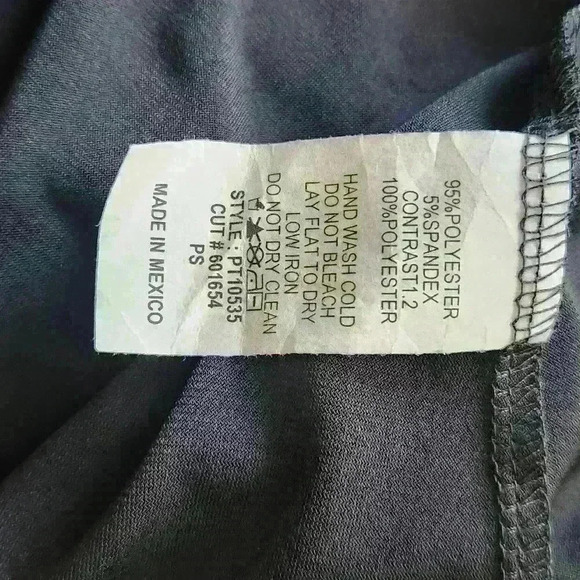 95%POLYESTER
5%SPANDEX
CONTRAST1.2
100%POLYESTER
HAND WASH COLD
DO NOT BLEACH
LAY FLAT TO DRY
LOW IRON
DO NOT DRY CLEAN
STYLE : PT10535
CUT # 601654
PS
MADE IN MEXICO